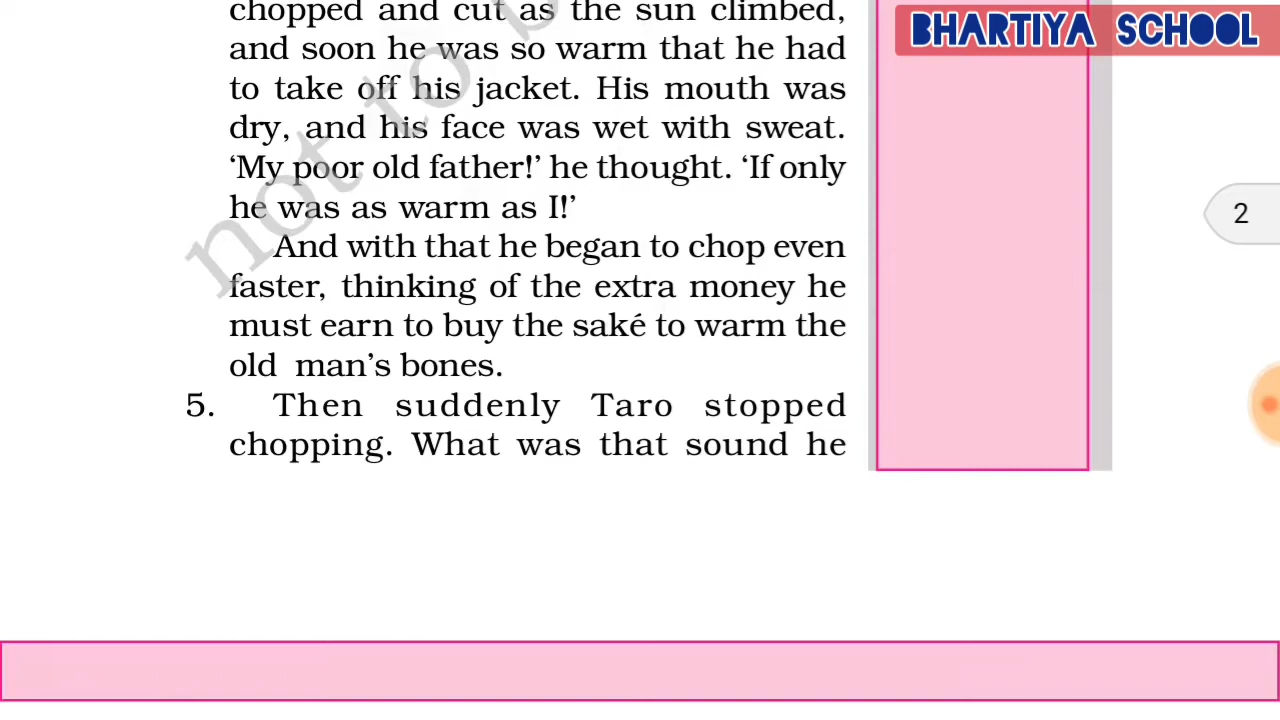 chopped and cut as the sun climbed,
BHARTIYA SCHOOL
and soon he was so warm that he had
to take off his jacket. His mouth was
dry, and his face was wet with sweat.
‘My poor old father!’ he thought. ‘If only
he was as warm as I!’
2
And with that he began to chop even
faster, thinking of the extra money he
must earn to buy the saké to warm the
old man’s bones.
5. Then suddenly Taro stopped
chopping. What was that sound he
not to b